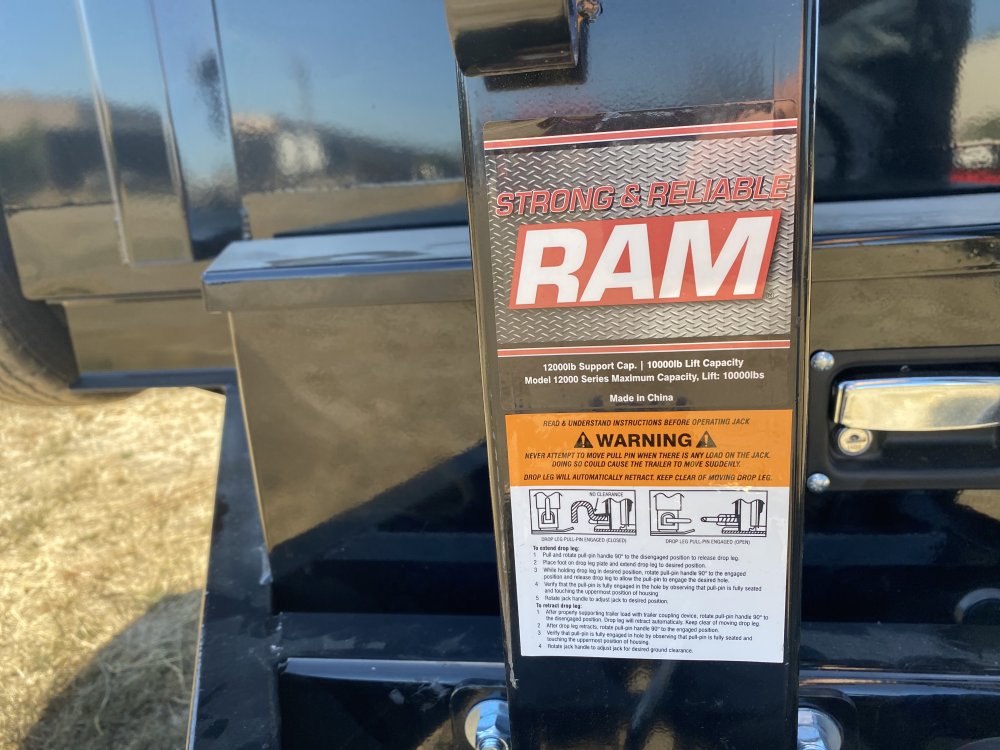 STRONG & RELIABLE
RAM
12000lb Support Cap. | 10000lb Lift Capacity
Model 12000 Series Maximum Capacity, Lift: 10000lbs
Made in China
READ & UNDERSTAND INSTRUCTIONS BEFORE OPERATING JACK
WARNING
NEVER ATTEMPT TO MOVE PULL PIN WHEN THERE IS ANY LOAD ON THE JACK.
DOING SO COULD CAUSE THE TRAILER TO MOVE SUDDENLY.
DROP LEG WILL AUTOMATICALLY RETRACT. KEEP CLEAR OF MOVING DROP LEG.
NO CLEARANCE
DROP LEG PULL-PIN ENGAGED (CLOSED)
DROP LEG PULL-PIN ENGAGED (OPEN)
To extend drop leg:
1 Pull and rotate pull-pin handle 90° to the disengaged position to release drop leg.
2 Place foot on drop leg plate and extend drop leg to desired position.
3 While holding drop leg in desired position, rotate pull-pin handle 90° to the engaged
position and release drop leg to allow the pull-pin to engage the desired hole.
4 Verify that the pull-pin is fully engaged in the hole by observing that pull-pin is fully seated
and touching the uppermost position of housing.
5 Rotate jack handle to adjust jack to desired position.
To retract drop leg:
1 After properly supporting trailer load with trailer coupling device, rotate pull-pin handle 90° to
the disengaged position. Drop leg will retract automatically. Keep clear of moving drop leg.
2 After drop leg retracts, rotate pull-pin handle to the engaged position.
3 Verify that pull-pin is fully engaged in hole by observing that pull-pin is fully seated and
touching the uppermost position of housing.
4 Rotate jack handle to adjust jack for desired ground clearance.